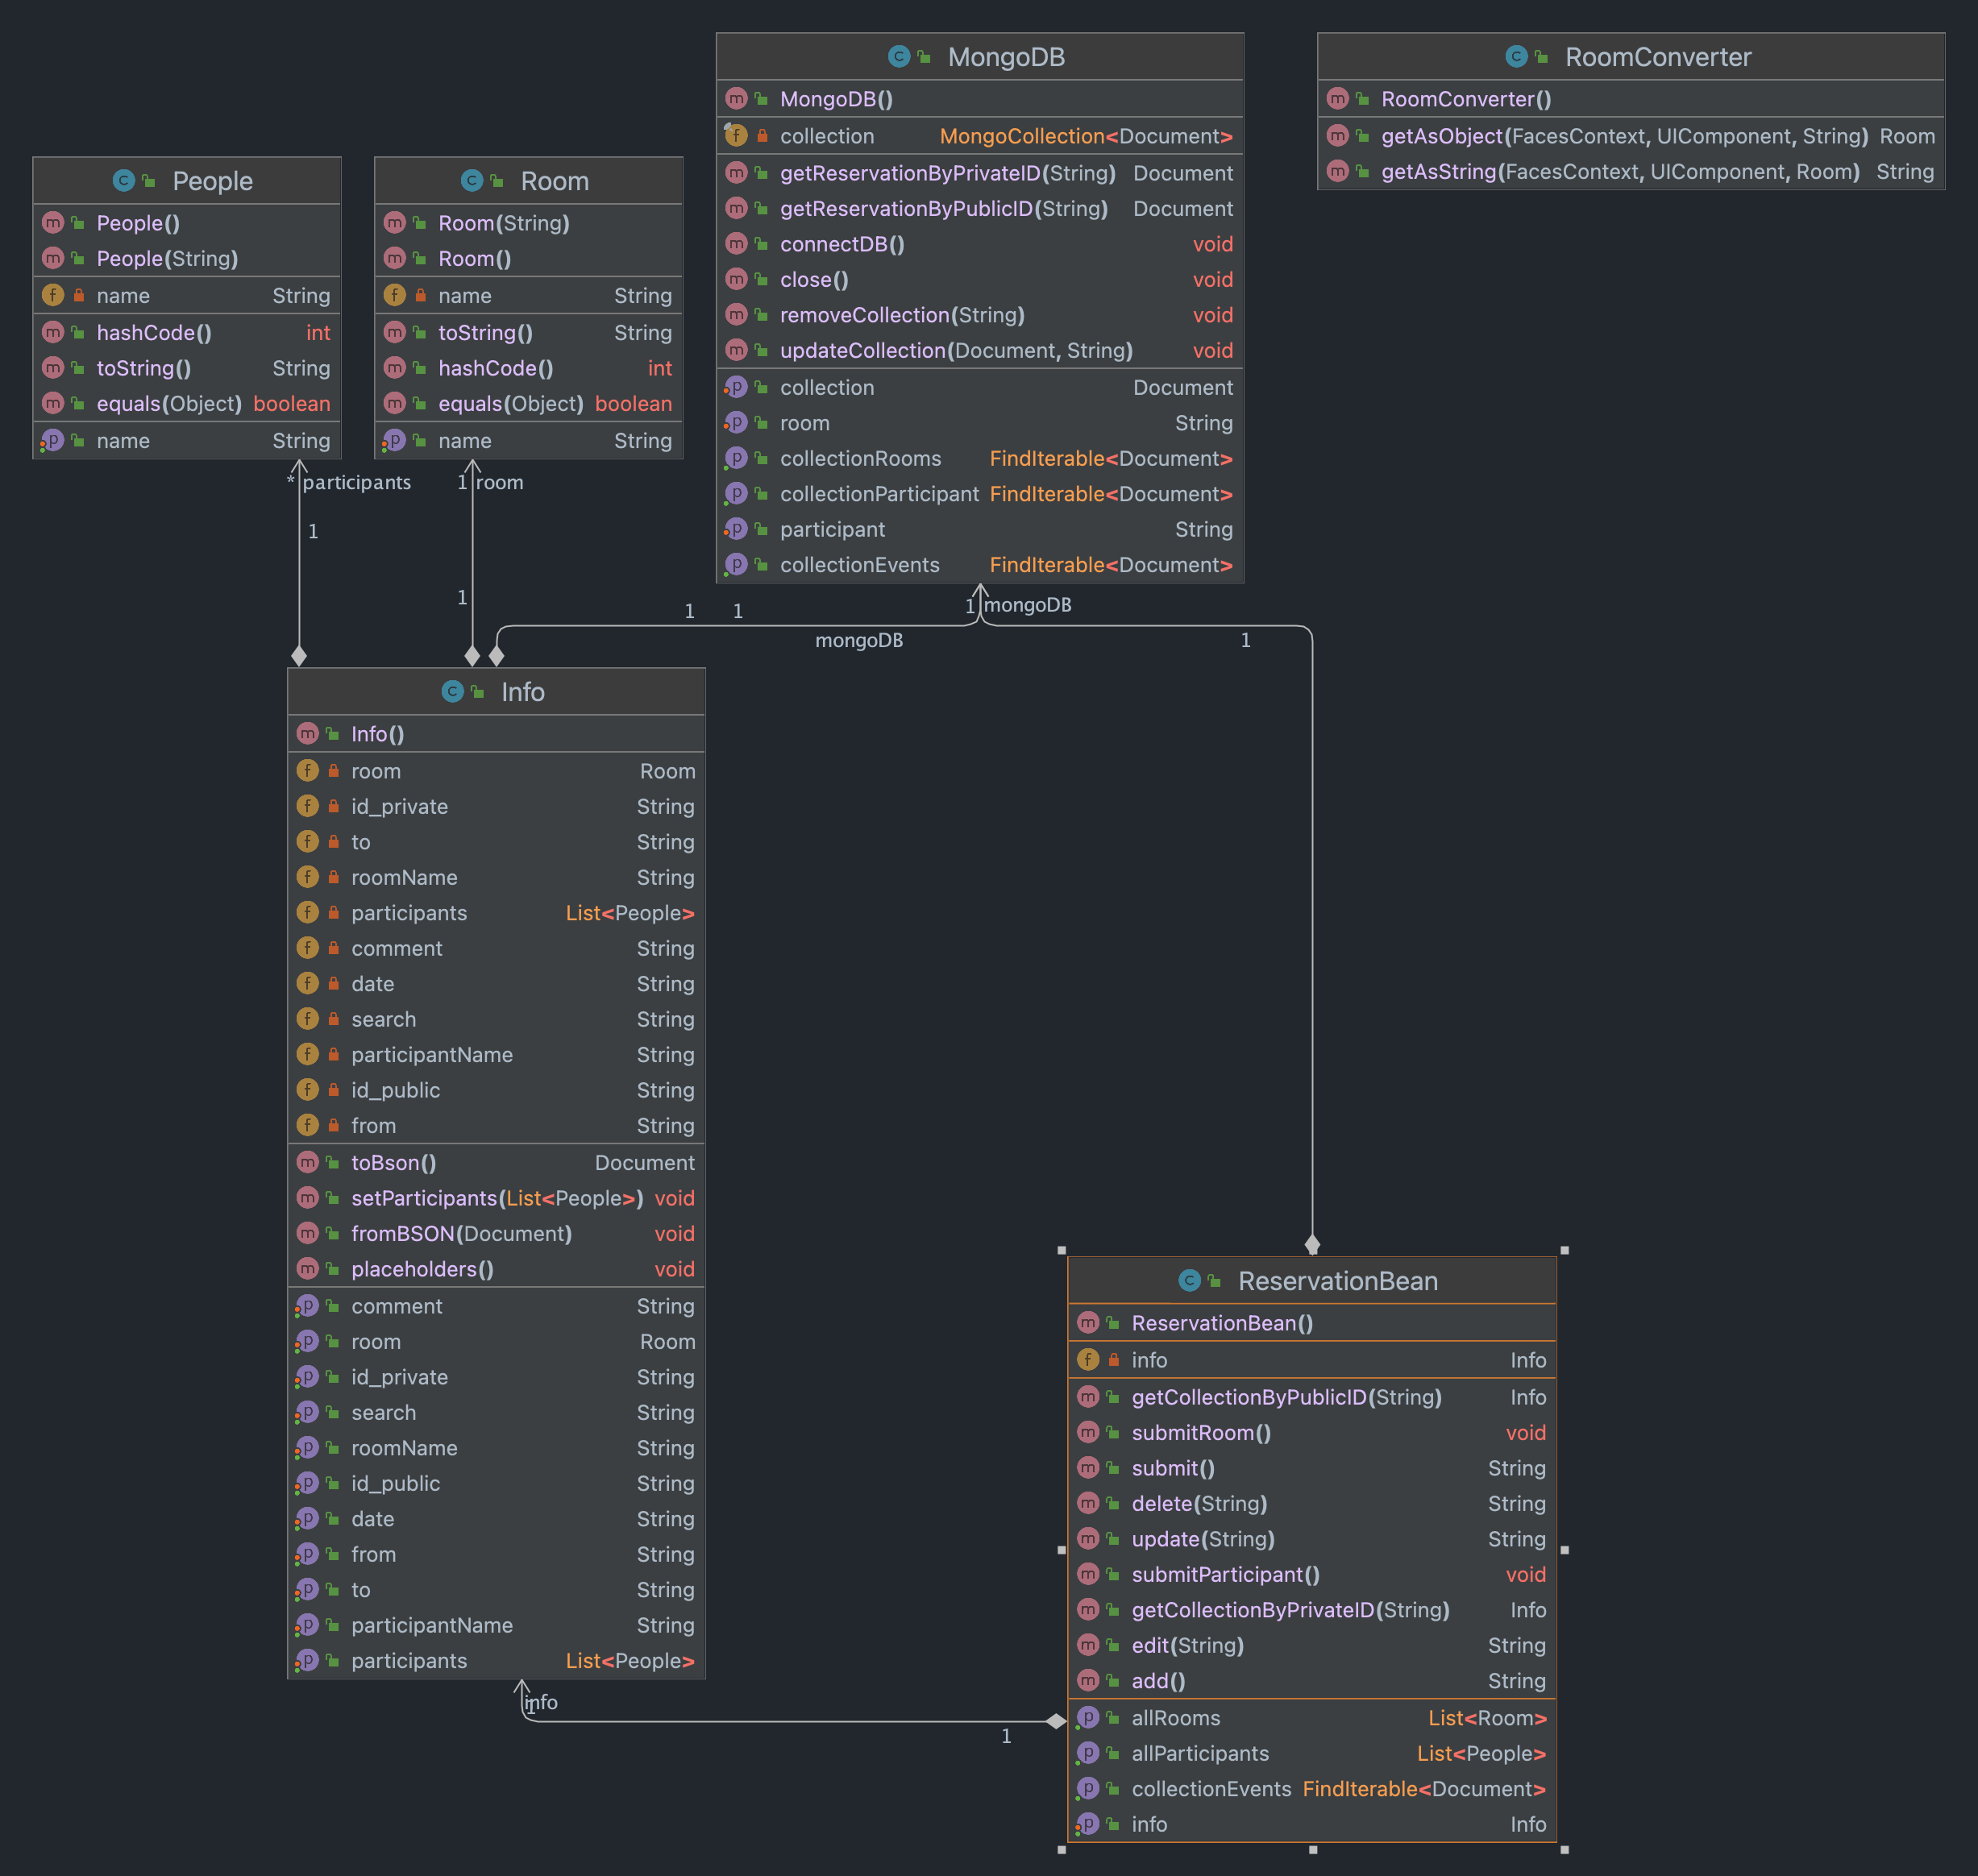 MongoDB
MongoDB()
collection MongoCollection<Document>
getReservationByPrivateID(String) Document
getReservationByPublicID(String) Document
connectDB() void
close() void
removeCollection(String) void
updateCollection(Document, String) void
collection Document
room String
collectionRooms FindIterable<Document>
collectionParticipant FindIterable<Document>
participant String
collectionEvents FindIterable<Document>
RoomConverter
RoomConverter()
getAsObject(FacesContext, UIComponent, String) Room
getAsString(FacesContext, UIComponent, Room) String
People
People()
People(String)
name String
hashCode() int
toString() String
equals(Object) boolean
name String
Room
Room(String)
Room()
name String
toString() String
hashCode() int
equals(Object) boolean
name String
* participants
1
1 room
1
1 1
mongoDB
1 mongoDB
1
Info
Info()
room Room
id_private String
to String
roomName String
participants List<People>
comment String
date String
search String
participantName String
id_public String
from String
toBson() Document
setParticipants(List<People>) void
fromBSON(Document) void
placeholders() void
comment String
room Room
id_private String
search String
roomName String
id_public String
date String
from String
to String
participantName String
participants List<People>
info
1
1
ReservationBean
ReservationBean()
info Info
getCollectionByPublicID(String) Info
submitRoom() void
submit() String
delete(String) String
update(String) String
submitParticipant() void
getCollectionByPrivateID(String) Info
edit(String) String
add() String
allRooms List<Room>
allParticipants List<People>
collectionEvents FindIterable<Document>
info Info